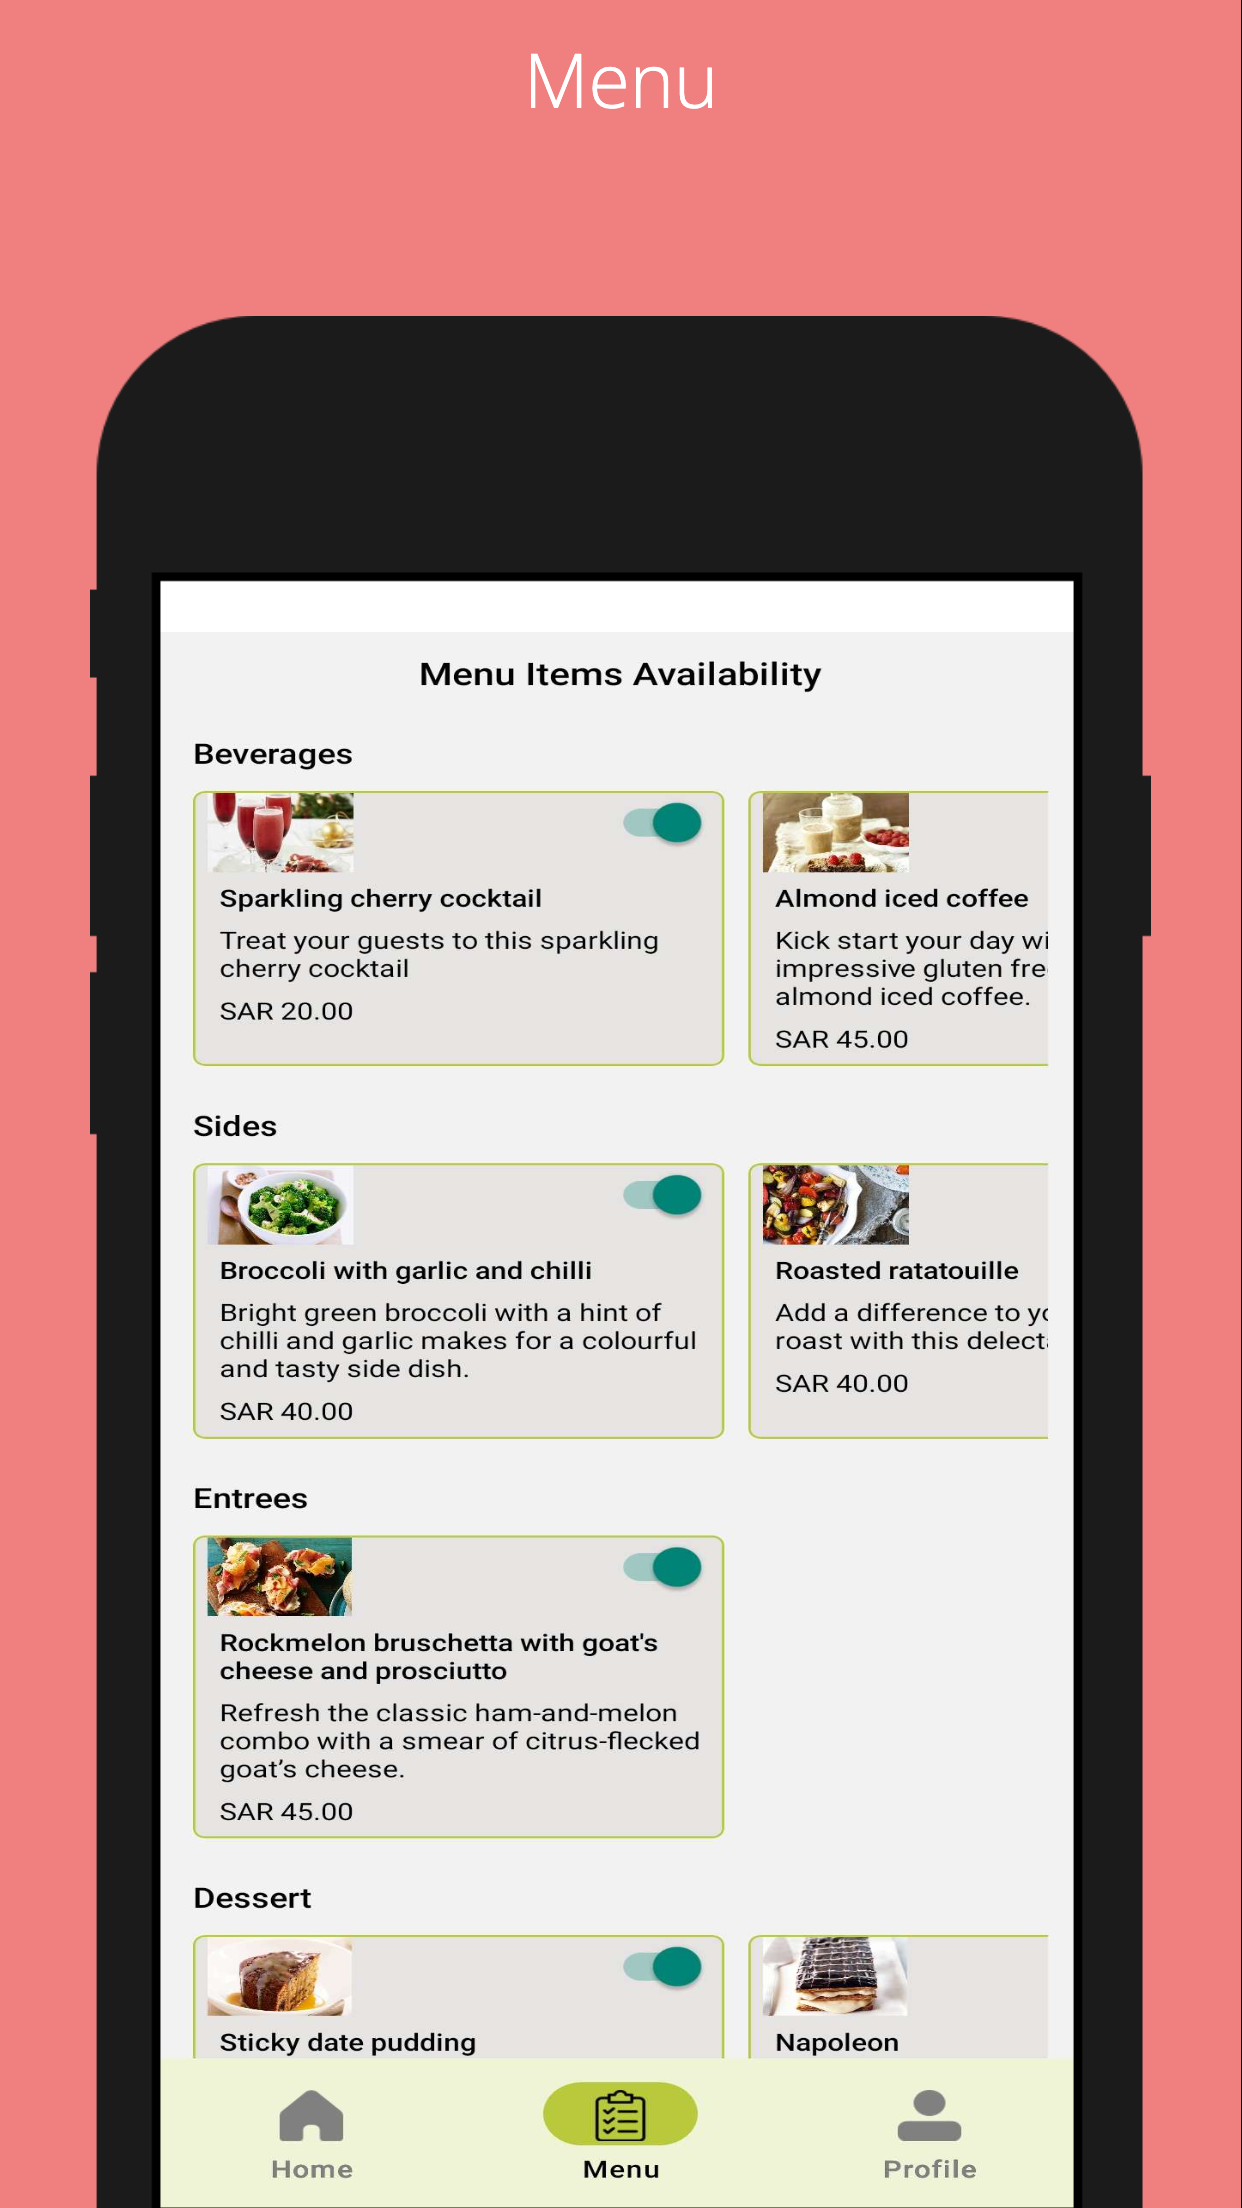 Menu
Menu Items Availability
Beverages
Sparkling cherry cocktail
Treat your guests to this sparkling
cherry cocktail
SAR 20.00
Almond iced coffee
Kick start your day wi
impressive gluten fre
almond iced coffee.
SAR 45.00
Sides
Broccoli with garlic and chilli
Bright green broccoli with a hint of
chilli and garlic makes for a colourful
and tasty side dish.
SAR 40.00
Roasted ratatouille
Add a difference to yo
roast with this delect
SAR 40.00
Entrees
Rockmelon bruschetta with goat's
cheese and prosciutto
Refresh the classic ham-and-melon
combo with a smear of citrus-flecked
goat’s cheese.
SAR 45.00
Dessert
Sticky date pudding
Napoleon
Home
Menu
Profile